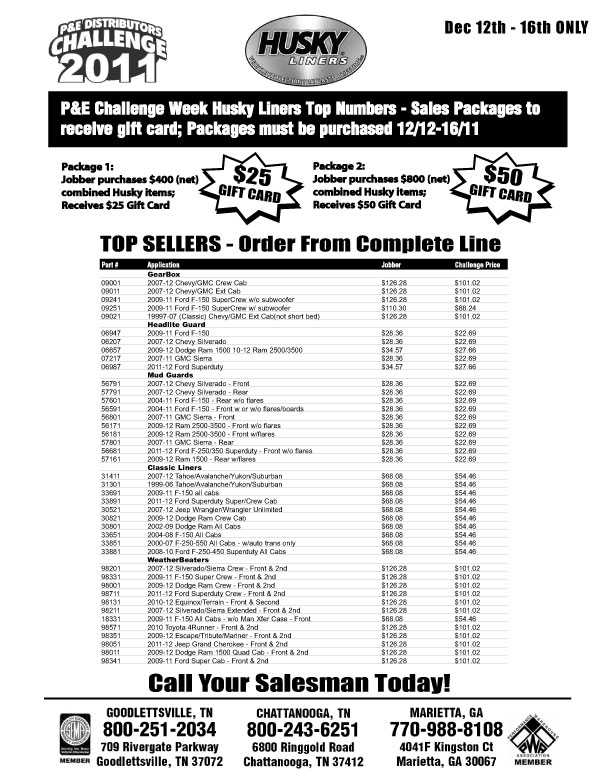 P&E DISTRIBUTORS
CHALLENGE
2011
HUSKY
LINERS
Dec 12th - 16th ONLY
P&E Challenge Week Husky Liners Top Numbers - Sales Packages to
receive gift card; Packages must be purchased 12/12-16/11
Package 1:
Jobber purchases $400 (net)
combined Husky items;
Receives $25 Gift Card
$25
GIFT CARD
Package 2:
Jobber purchases $800 (net)
combined Husky items;
Receives $50 Gift Card
$50
GIFT CARD
TOP SELLERS - Order From Complete Line
Part # Application Jobber Challenge Price
GearBox
09001 2007-12 Chevy/GMC Crew Cab $126.28 $101.02
09011 2007-12 Chevy/GMC Ext Cab $126.28 $101.02
09241 2009-11 Ford F-150 SuperCrew w/o subwoofer $126.28 $101.02
09251 2009-11 Ford F-150 SuperCrew w/ subwoofer $110.30 $88.24
09021 19997-07 (Classic) Chevy/GMC Ext Cab(not short bed) $126.28 $101.02
Headlite Guard
06947 2009-11 Ford F-150 $28.36 $22.69
06207 2007-12 Chevy Silverado $28.36 $22.69
06657 2009-12 Dodge Ram 1500 10-12 Ram 2500/3500 $34.57 $27.66
07217 2007-11 GMC Sierra $28.36 $22.69
06987 2011-12 Ford Superduty $34.57 $27.66
Mud Guards
56791 2007-12 Chevy Silverado - Front $28.36 $22.69
57791 2007-12 Chevy Silverado - Rear $28.36 $22.69
57601 2004-11 Ford F-150 - Rear w/o flares $28.36 $22.69
56591 2004-11 Ford F-150 - Front w or w/o flares/boards $28.36 $22.69
56801 2007-11 GMC Sierra - Front $28.36 $22.69
56171 2009-12 Ram 2500-3500 - Front w/o flares $28.36 $22.69
56181 2009-12 Ram 2500-3500 - Front w/flares $28.36 $22.69
57801 2007-11 GMC Sierra - Rear $28.36 $22.69
56681 2011-12 Ford F-250/350 Superduty - Front w/o flares $28.36 $22.69
57161 2009-12 Ram 1500 - Rear w/flares $28.36 $22.69
Classic Liners
31411 2007-12 Tahoe/Avalanche/Yukon/Suburban $68.08 $54.46
31301 1999-06 Tahoe/Avalanche/Yukon/Suburban $68.08 $54.46
33691 2009-11 F-150 all cabs $68.08 $54.46
33891 2011-12 Ford Superduty Super/Crew Cab $68.08 $54.46
30521 2007-12 Jeep Wrangler/Wrangler Unlimited $68.08 $54.46
30821 2009-12 Dodge Ram Crew Cab $68.08 $54.46
30801 2002-09 Dodge Ram All Cabs $68.08 $54.46
33651 2004-08 F-150 All Cabs $68.08 $54.46
33851 2000-07 F-250-550 All Cabs - w/auto trans only $68.08 $54.46
33881 2008-10 Ford F-250-450 Superduty All Cabs $68.08 $54.46
WeatherBeaters
98201 2007-12 Silverado/Sierra Crew - Front & 2nd $126.28 $101.02
98331 2009-11 F-150 Super Crew - Front & 2nd $126.28 $101.02
98001 2009-12 Dodge Ram Crew - Front & 2nd $126.28 $101.02
98711 2011-12 Ford Superduty Crew - Front & 2nd $126.28 $101.02
98131 2010-12 Equinox/Terrain - Front & Second $126.28 $101.02
98211 2007-12 Silverado/Sierra Extended - Front & 2nd $126.28 $101.02
18331 2009-11 F-150 All Cabs - w/o Man Xfer Case - Front $68.08 $54.46
98571 2010 Toyota 4Runner - Front & 2nd $126.28 $101.02
98351 2009-12 Escape/Tribute/Mariner - Front & 2nd $126.28 $101.02
98051 2011-12 Jeep Grand Cherokee - Front & 2nd $126.28 $101.02
98011 2009-12 Dodge Ram 1500 Quad Cab - Front & 2nd $126.28 $101.02
98341 2009-11 Ford Super Cab - Front & 2nd $126.28 $101.02
Call Your Salesman Today!
SEMA
MEMBER
GOODLETTSVILLE, TN
800-251-2034
709 Rivergate Parkway
Goodlettsville, TN 37072
CHATTANOOGA, TN
800-243-6251
6800 Ringgold Road
Chattanooga, TN 37412
MARIETTA, GA
770-988-8108
4041F Kingston Ct
Marietta, GA 30067
ASSOCIATION
MEMBER